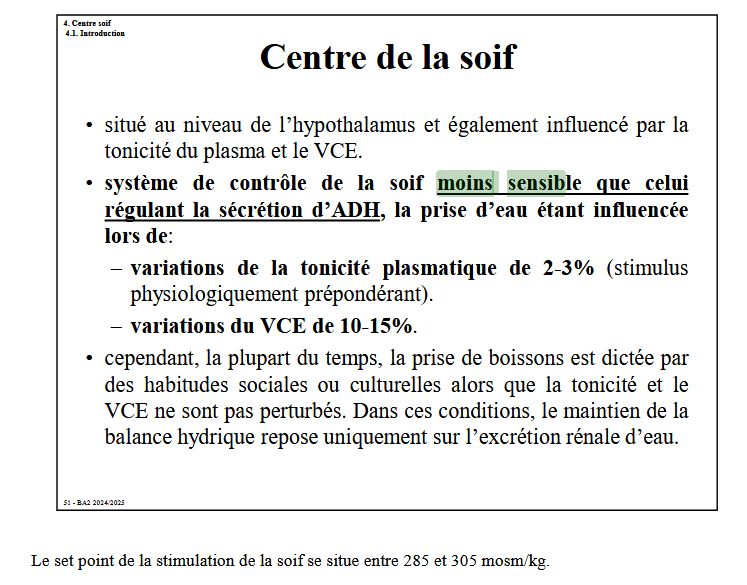 4. Centre soif
4.1. Introduction
Centre de la soif
• situé au niveau de l’hypothalamus et également influencé par la
tonicité du plasma et le VCE.
• système de contrôle de la soif moins sensible que celui
régulant la sécrétion d’ADH, la prise d’eau étant influencée
lors de:
– variations de la tonicité plasmatique de 2-3% (stimulus
physiologiquement prépondérant).
– variations du VCE de 10-15%.
• cependant, la plupart du temps, la prise de boissons est dictée par
des habitudes sociales ou culturelles alors que la tonicité et le
VCE ne sont pas perturbés. Dans ces conditions, le maintien de la
balance hydrique repose uniquement sur l’excrétion rénale d’eau.
51 - BA2 2024/2025
Le set point de la stimulation de la soif se situe entre 285 et 305 mosm/kg.